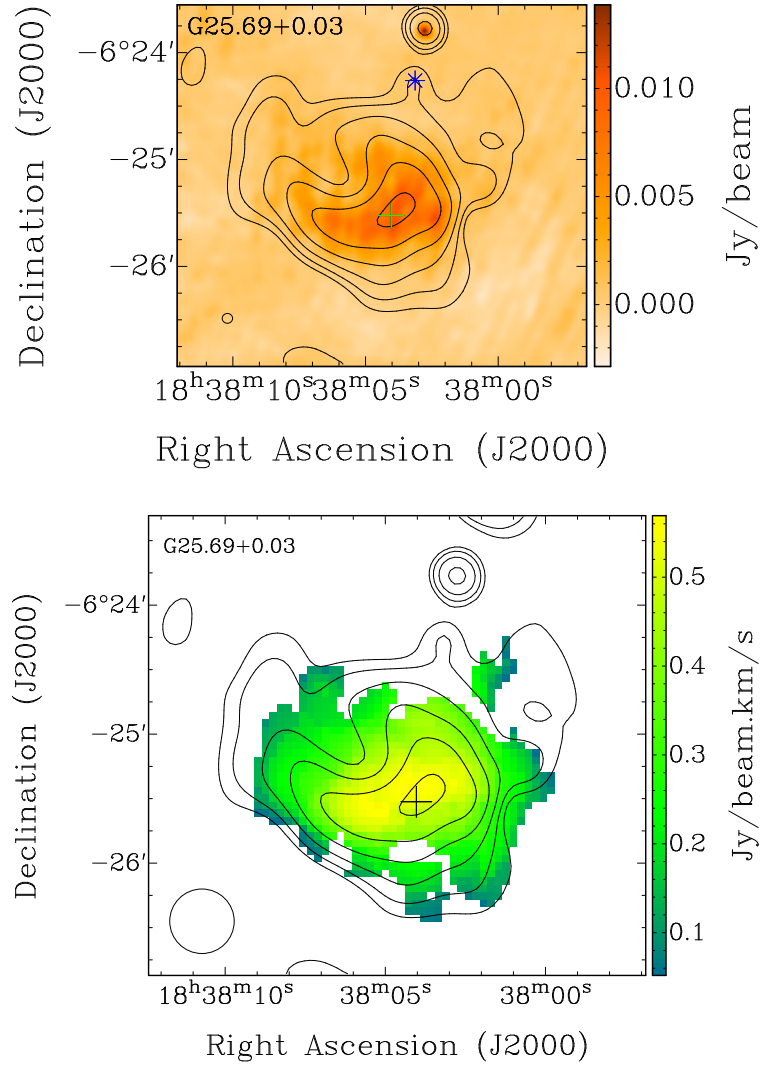 G25.69+0.03
−6°24′
−25′
−26′
Declination (J2000)
0.010
0.005
0.000
Jy/beam
18h38m10s 38m05s 38m00s
Right Ascension (J2000)
G25.69+0.03
−6°24′
−25′
−26′
Declination (J2000)
0.5
0.4
0.3
0.2
0.1
Jy/beam.km/s
18h38m10s 38m05s 38m00s
Right Ascension (J2000)